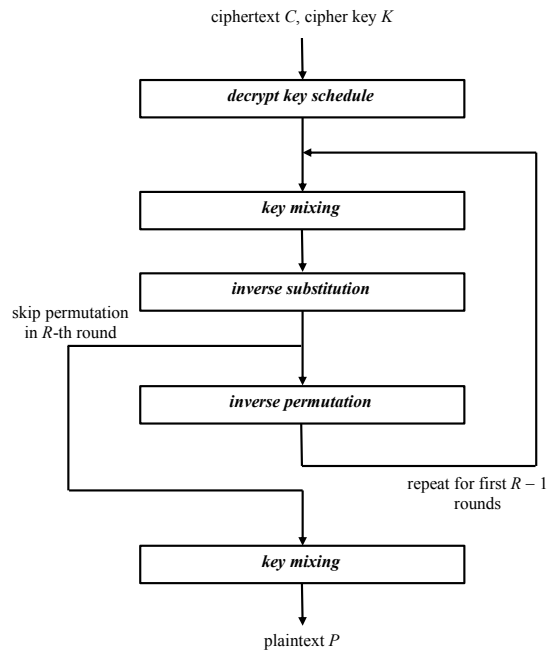 ciphertext C, cipher key K
decrypt key schedule
key mixing
inverse substitution
skip permutation
in R-th round
inverse permutation
repeat for first R – 1
rounds
key mixing
plaintext P